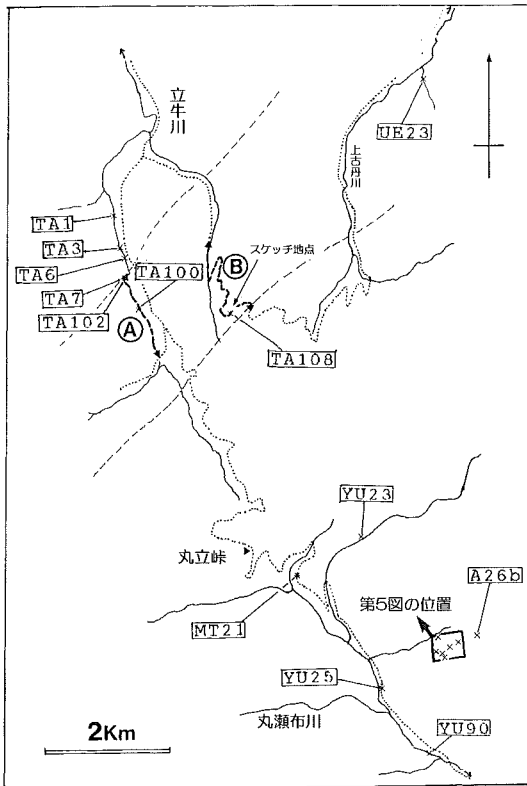 立牛川
UE23
上古丹川
TA1
TA3
TA6
TA7
TA100
TA102
Ⓐ
Ⓑ
スケッチ地点
TA108
YU23
丸立峠
A26b
第5図の位置
MT21
YU25
丸瀬布川
2Km
YU90